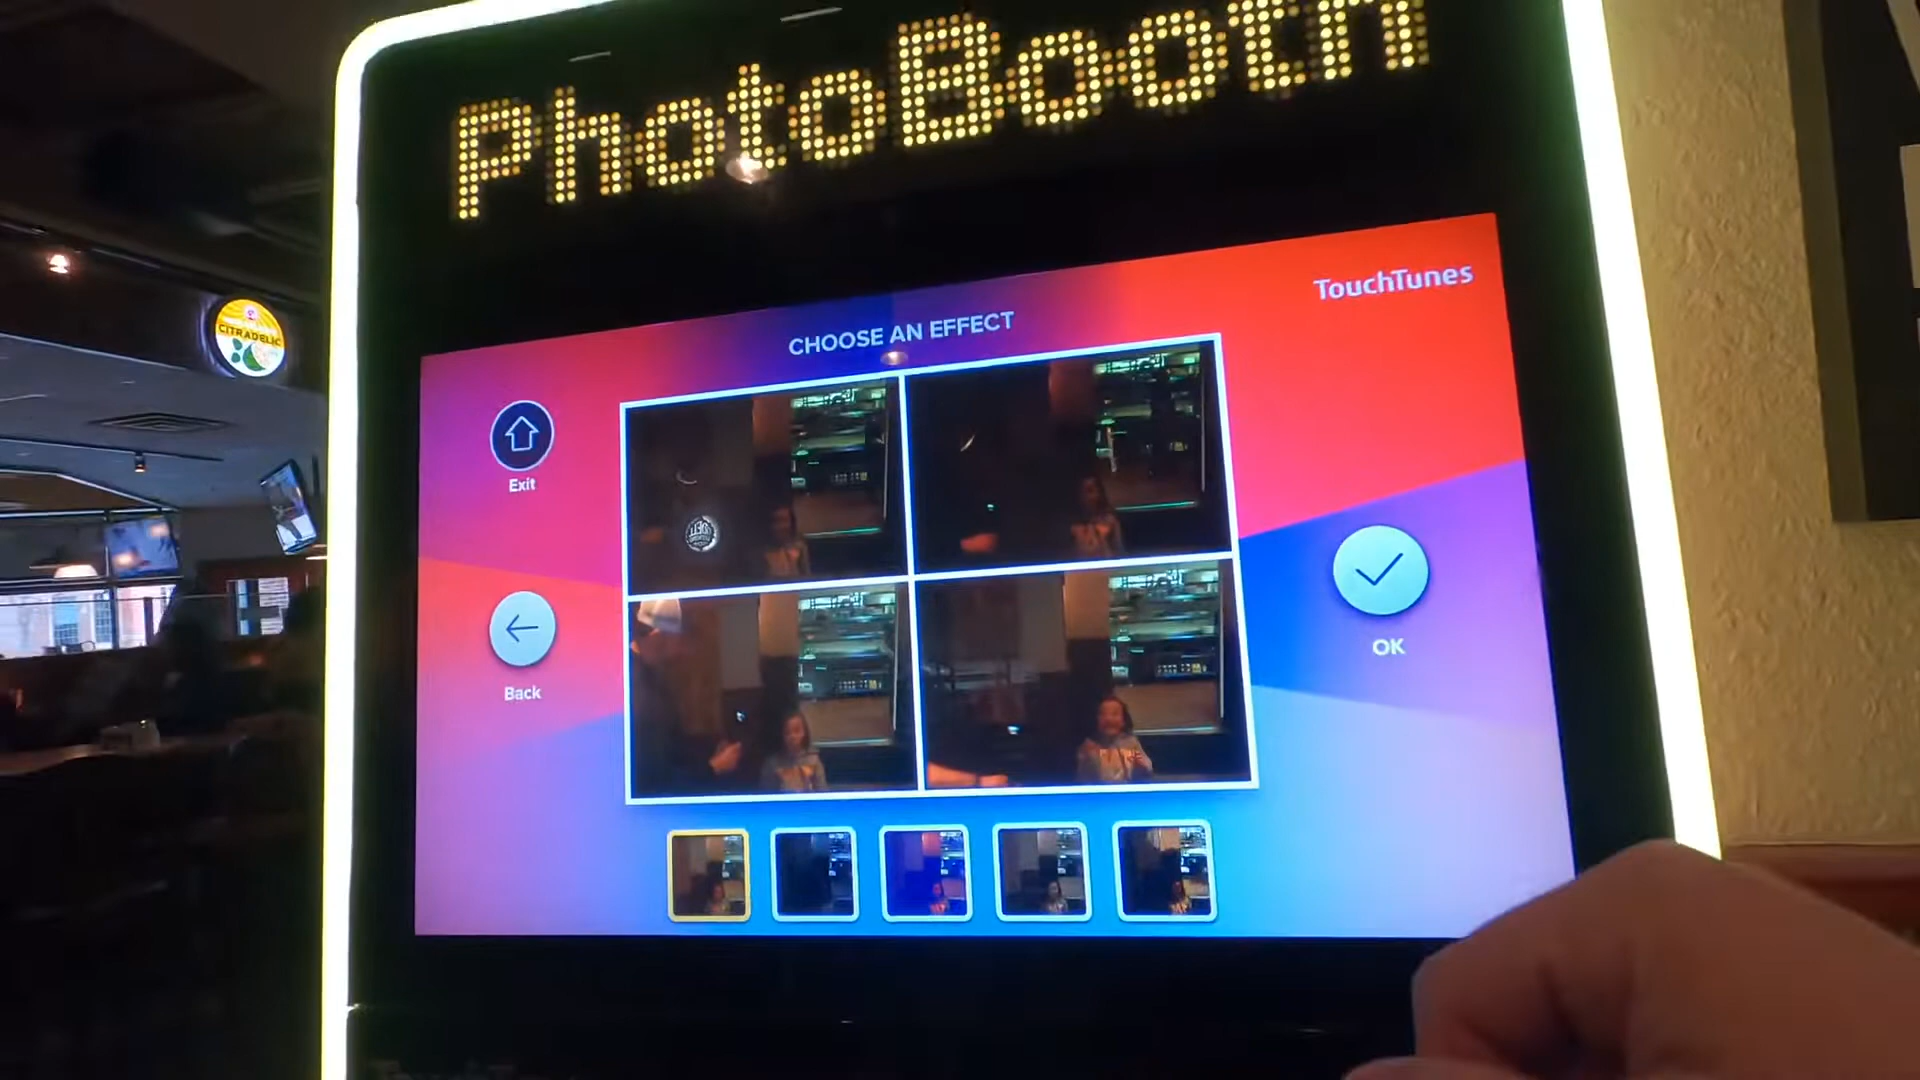 PhotoBooth
TouchTunes
CHOOSE AN EFFECT
CITRADELIC
Exit
Back
OK